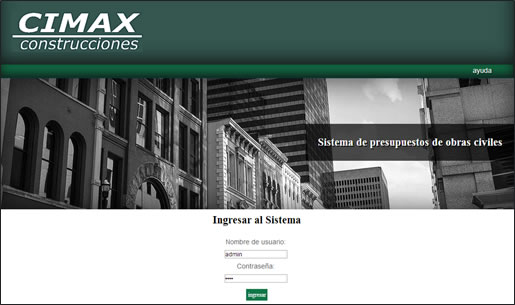 CIMAX
construcciones
ayuda
Sistema de presupuestos de obras civiles
Ingresar al Sistema
Nombre de usuario:
admin
Contraseña:
••••
ingresar